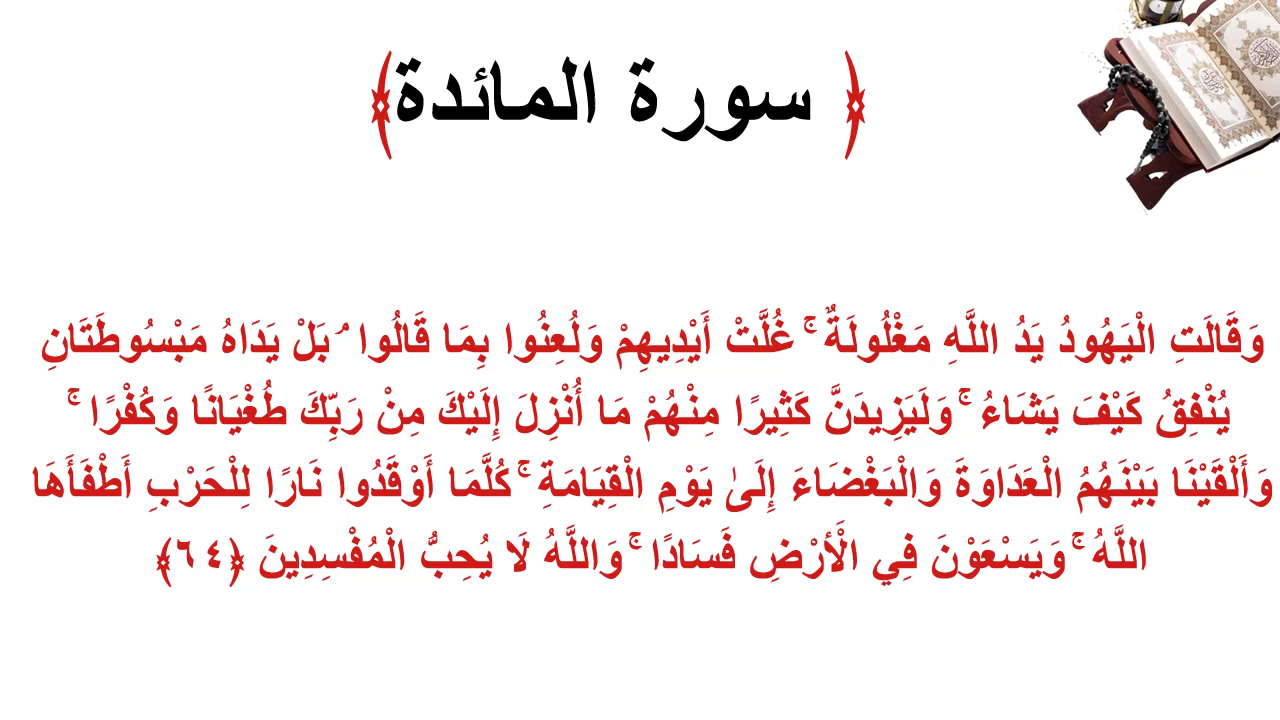 ﴿ سورة المائدة﴾
وَقَالَتِ الْيَهُودُ يَدُ اللَّهِ مَغْلُولَةٌ ۚ غُلَّتْ أَيْدِيهِمْ وَلُعِنُوا بِمَا قَالُوا ۘ بَلْ يَدَاهُ مَبْسُوطَتَانِ
يُنْفِقُ كَيْفَ يَشَاءُ ۚ وَلَيَزِيدَنَّ كَثِيرًا مِنْهُمْ مَا أُنْزِلَ إِلَيْكَ مِنْ رَبِّكَ طُغْيَانًا وَكُفْرًا ۚ
وَأَلْقَيْنَا بَيْنَهُمُ الْعَدَاوَةَ وَالْبَغْضَاءَ إِلَىٰ يَوْمِ الْقِيَامَةِ ۚ كُلَّمَا أَوْقَدُوا نَارًا لِلْحَرْبِ أَطْفَأَهَا
اللَّهُ ۚ وَيَسْعَوْنَ فِي الْأَرْضِ فَسَادًا ۚ وَاللَّهُ لَا يُحِبُّ الْمُفْسِدِينَ ﴿٦٤﴾